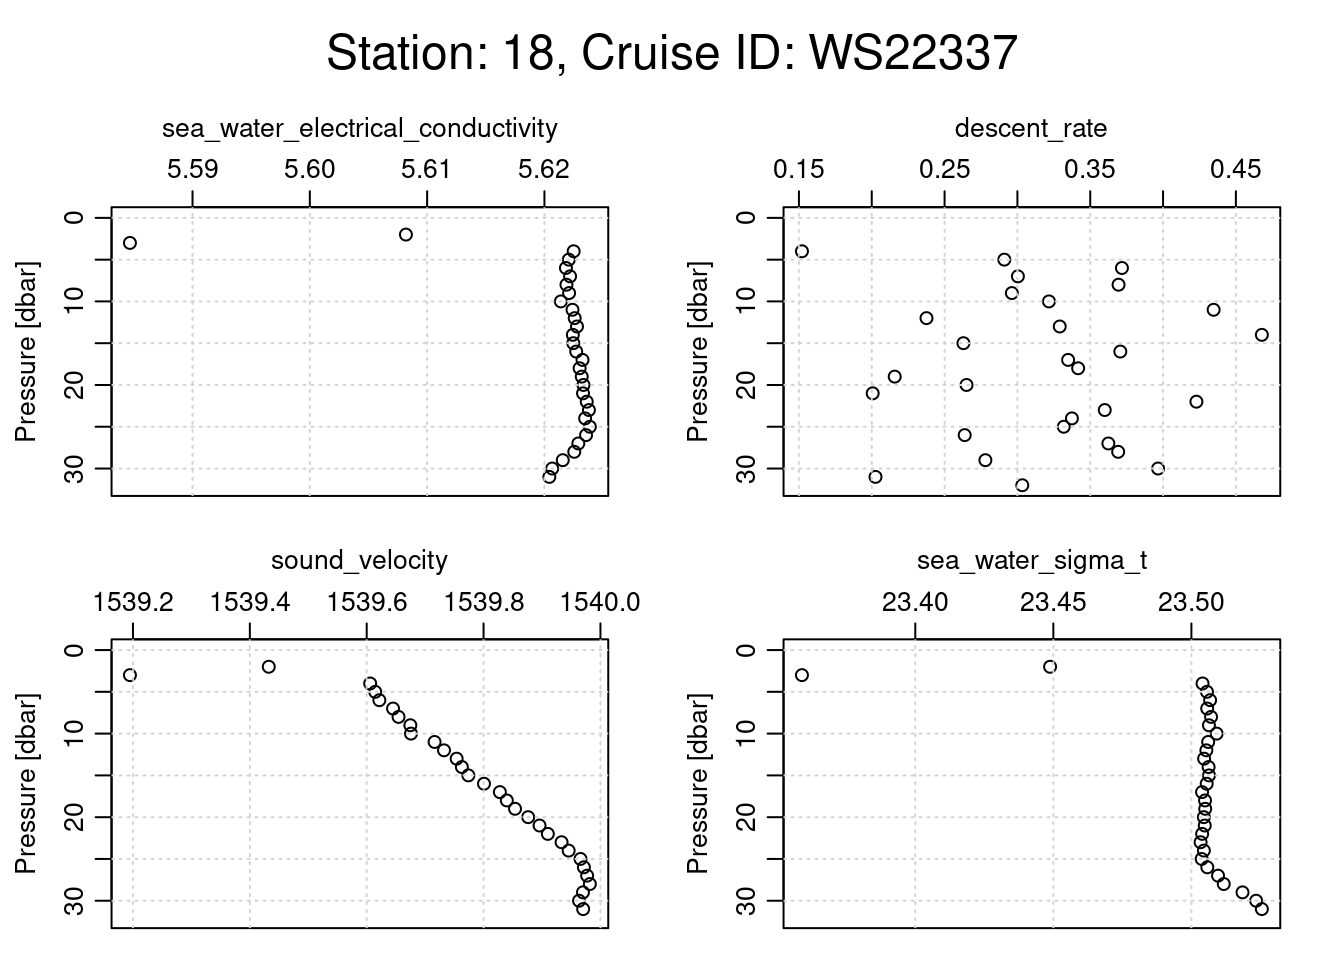 Station: 18, Cruise ID: WS22337
sea_water_electrical_conductivity
5.59 5.60 5.61 5.62
Pressure [dbar]
0
10
20
30
descent_rate
0.15 0.25 0.35 0.45
Pressure [dbar]
0
10
20
30
sound_velocity
1539.2 1539.4 1539.6 1539.8 1540.0
Pressure [dbar]
0
10
20
30
sea_water_sigma_t
23.40 23.45 23.50
Pressure [dbar]
0
10
20
30